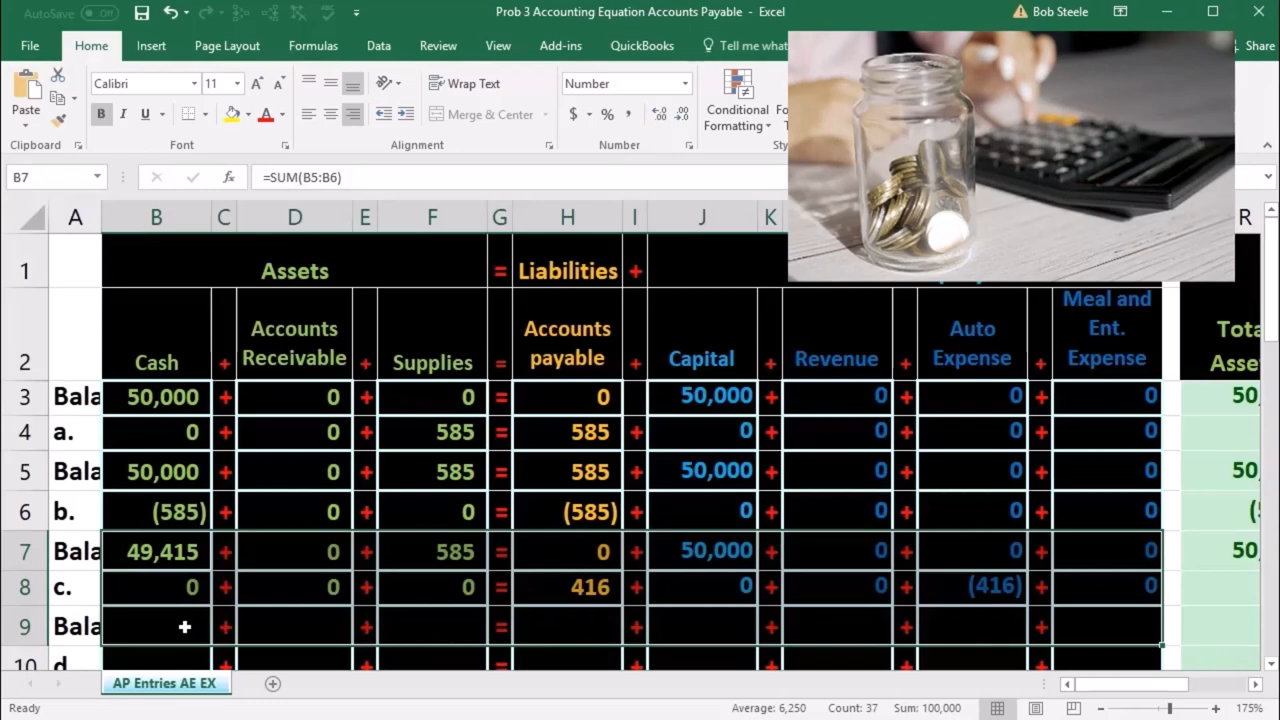 AutoSave Off
Prob 3 Accounting Equation Accounts Payable - Excel
Bob Steele
File Home Insert Page Layout Formulas Data Review View Add-ins QuickBooks Tell me what Share
Calibri 11 A A Wrap Text Number Conditional
Paste B I U Merge & Center $ % , Formatting
Clipboard Font Alignment Number
B7 fx =SUM(B5:B6)
A B C D E F G H I J K R
1 Assets = Liabilities +
2 Cash + Accounts Receivable + Supplies = Accounts payable + Capital + Revenue + Auto Expense + Meal and Ent. Expense
3 Bala 50,000 + 0 + 0 = 0 50,000 + 0 + 0 + 0 50,
4 a. 0 + 0 + 585 = 585 + 0 + 0 + 0 + 0
5 Bala 50,000 + 0 + 585 = 585 + 50,000 + 0 + 0 + 0 50,
6 b. (585) + 0 + 0 = (585) + 0 + 0 + 0 + 0
7 Bala 49,415 + 0 + 585 = 0 + 50,000 + 0 + 0 + 0 50,
8 c. 0 + 0 + 0 = 416 + 0 + 0 + (416) + 0
9 Bala + + = + + + +
10 d + + = + + + +
AP Entries AE EX
Ready Average: 6,250 Count: 37 Sum: 100,000 175%